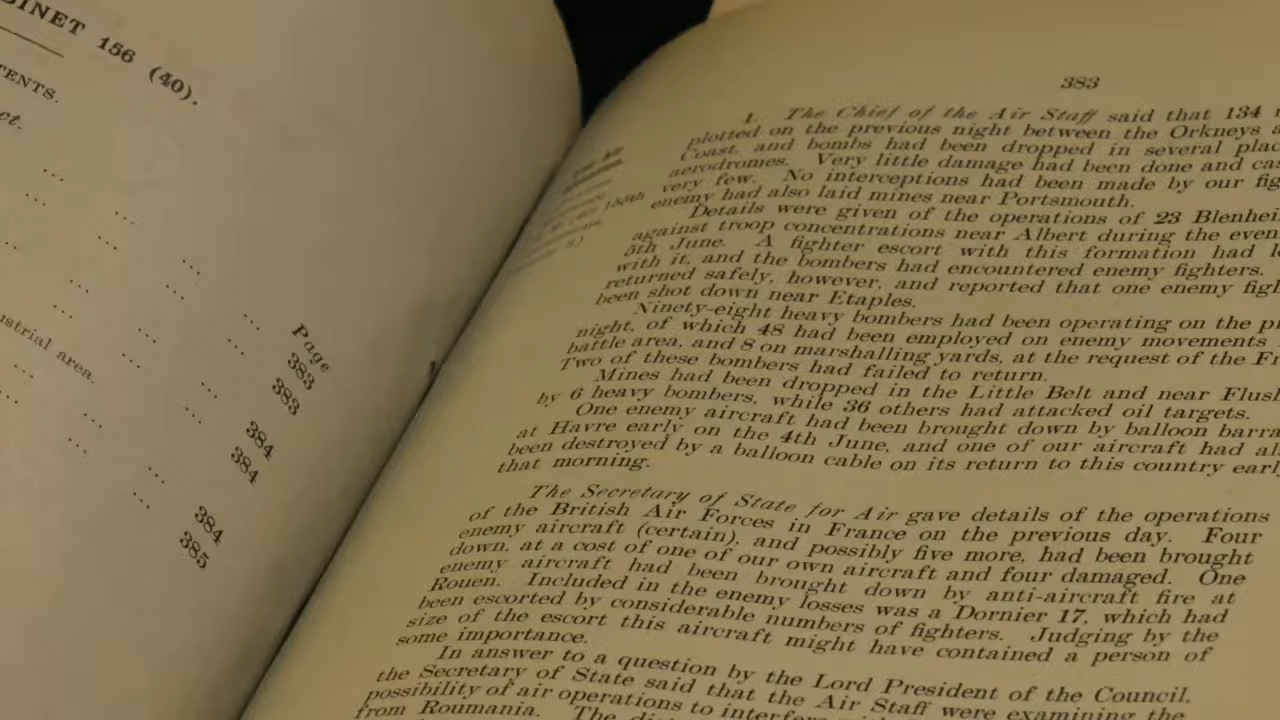 BINET 156 (40).
TENTS.
ct.
ustrial area.
Page
383
383
384
384
384
385
383
1. The Chief of the Air Staff said that 134
plotted on the previous night between the Orkneys
Coast, and bombs had been dropped in several
aerodromes. Very little damage had been done and
very few. No interceptions had been made by our
enemy had also laid mines near Portsmouth.
Details were given of the operations of 23
against troop concentrations near Albert during the
5th June. A fighter escort with this formation had
with it, and the bombers had encountered enemy fighters.
returned safely, however, and reported that one enemy
been shot down near Etaples.
Ninety-eight heavy bombers had been operating on the
night, of which 48 had been employed on enemy movements
battle area, and 8 on marshalling yards, at the request of the
Two of these bombers had failed to return.
Mines had been dropped in the Little Belt and near
by 6 heavy bombers, while 36 others had attacked oil targets.
One enemy aircraft had been brought down by balloon
at Havre early on the 4th June, and one of our aircraft had
been destroyed by a balloon cable on its return to this country
that morning.
The Secretary of State for Air gave details of the operations
of the British Air Forces in France on the previous day. Four
enemy aircraft (certain), and possibly five more, had been brought
down, at a cost of one of our own aircraft and four damaged. One
enemy aircraft had been brought down by anti-aircraft fire at
Rouen. Included in the enemy losses was a Dornier 17, which had
been escorted by considerable numbers of fighters. Judging by the
size of the escort this aircraft might have contained a person of
some importance.
In answer to a question by the Lord President of the Council,
the Secretary of State said that the Air Staff were examining the
possibility of air operations to interfere
from Roumania. The